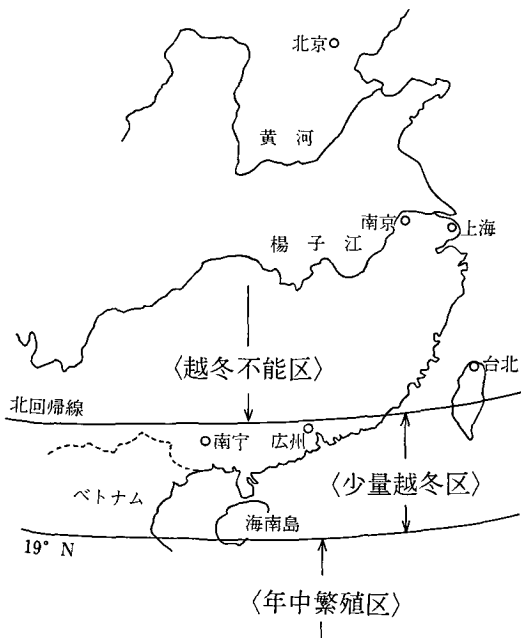 北京
黄 河
南京
上海
楊 子 江
〈越冬不能区〉
台北
北回帰線
南宁
広州
〈少量越冬区〉
ベトナム
海南島
19° N
〈年中繁殖区〉